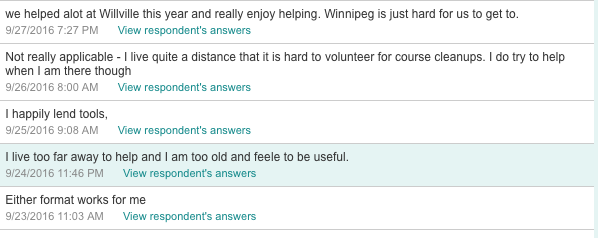 we helped alot at Willville this year and really enjoy helping. Winnipeg is just hard for us to get to.
9/27/2016 7:27 PM View respondent's answers
Not really applicable - I live quite a distance that it is hard to volunteer for course cleanups. I do try to help
when I am there though
9/26/2016 8:00 AM View respondent's answers
I happily lend tools,
9/25/2016 9:08 AM View respondent's answers
I live too far away to help and I am too old and feele to be useful.
9/24/2016 11:46 PM View respondent's answers
Either format works for me
9/23/2016 11:03 AM View respondent's answers